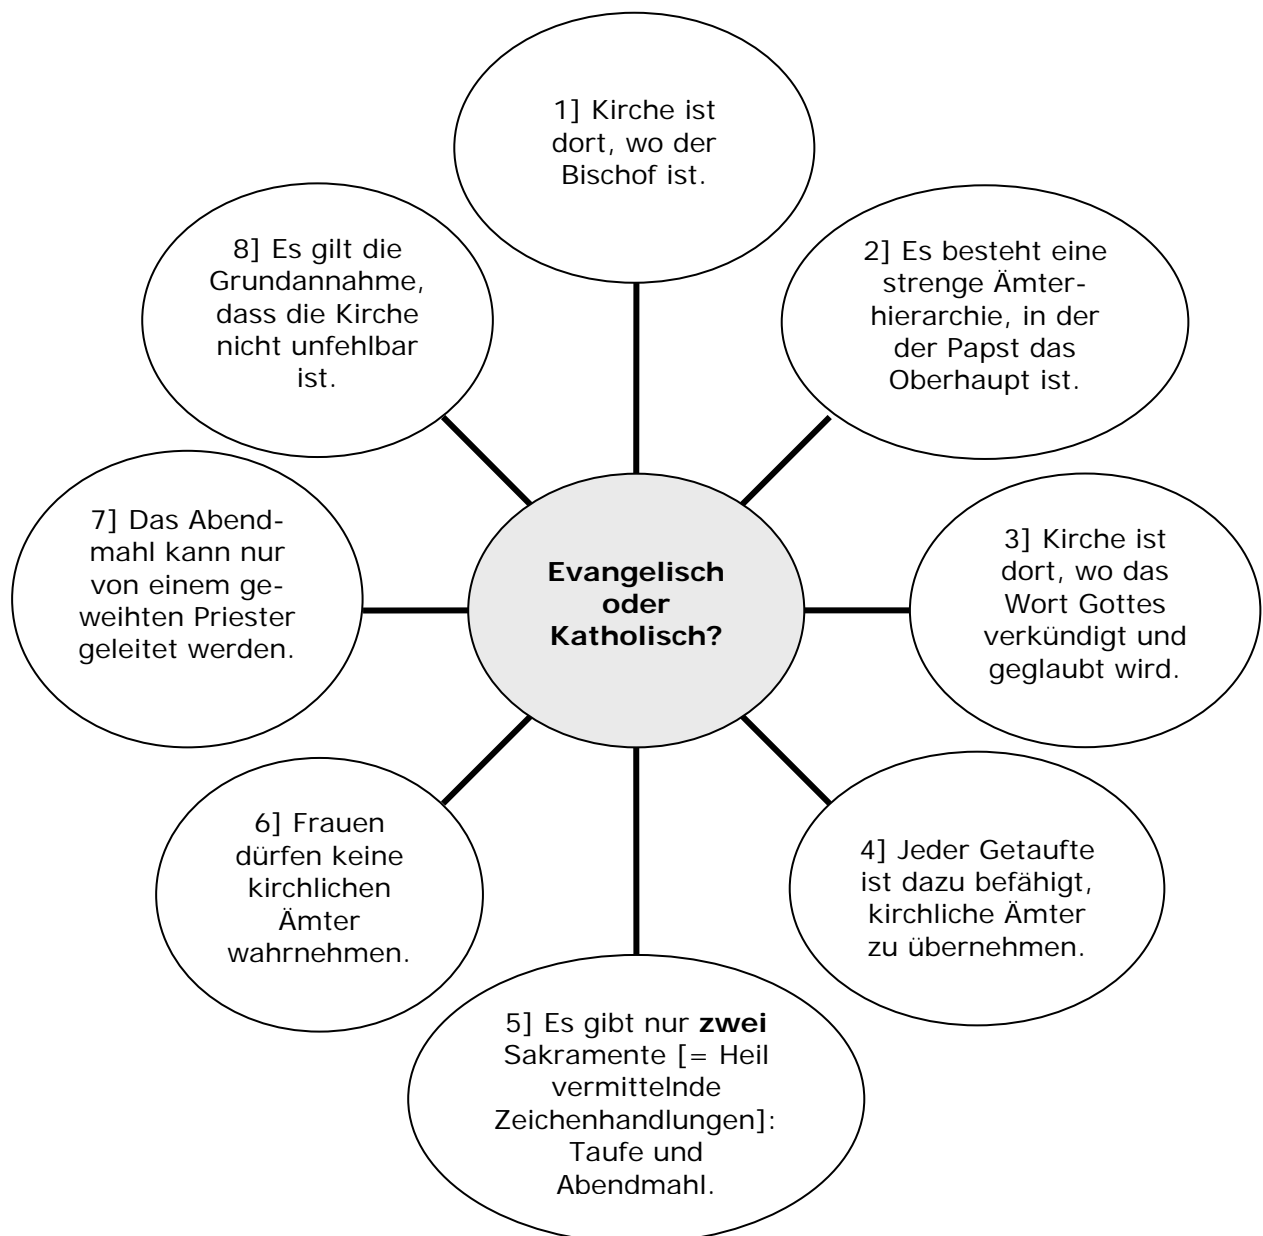 1] Kirche ist
dort, wo der
Bischof ist.
2] Es besteht eine
strenge Ämter-
hierarchie, in der
der Papst das
Oberhaupt ist.
3] Kirche ist
dort, wo das
Wort Gottes
verkündigt und
geglaubt wird.
4] Jeder Getaufte
ist dazu befähigt,
kirchliche Ämter
zu übernehmen.
5] Es gibt nur zwei
Sakramente [= Heil
vermittelnde
Zeichenhandlungen]:
Taufe und
Abendmahl.
6] Frauen
dürfen keine
kirchlichen
Ämter
wahrnehmen.
7] Das Abend-
mahl kann nur
von einem ge-
weihten Priester
geleitet werden.
8] Es gilt die
Grundannahme,
dass die Kirche
nicht unfehlbar
ist.
Evangelisch
oder
Katholisch?